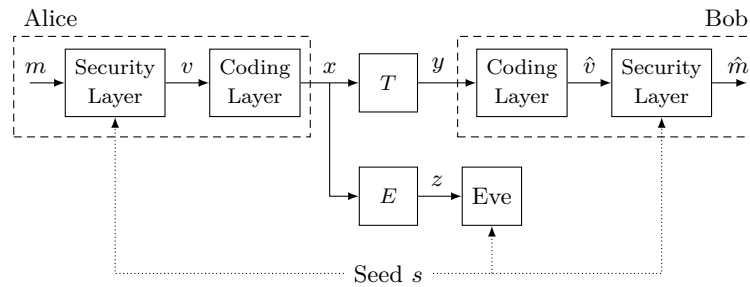 Alice
Bob
m
Security
Layer
v
Coding
Layer
x
T
y
Coding
Layer
v̂
Security
Layer
m̂
E
z
Eve
Seed s